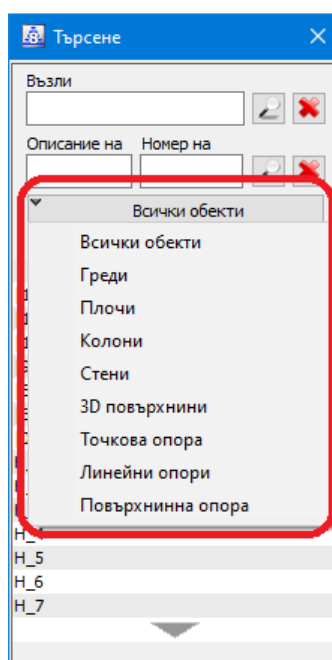 Търсене
Възли
Описание на Номер на
Всички обекти
Всички обекти
Греди
Плочи
Колони
Стени
3D повърхнини
Точкова опора
Линейни опори
Повърхнинна опора
H_5
H_6
H_7